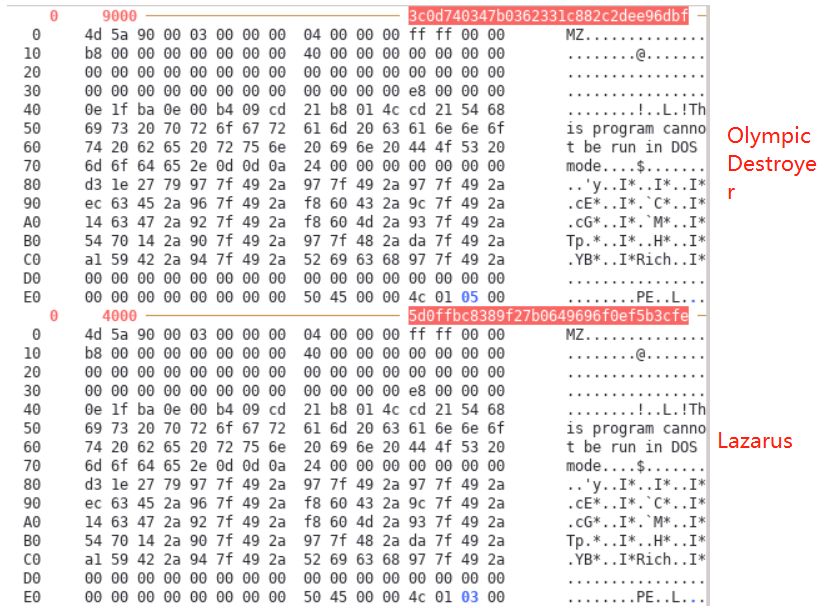 0 9000 3c0d740347b0362331c882c2dee96dbf
0 4d 5a 90 00 03 00 00 00 04 00 00 00 ff ff 00 00 MZ..............
10 b8 00 00 00 00 00 00 00 40 00 00 00 00 00 00 00 ........@.......
20 00 00 00 00 00 00 00 00 00 00 00 00 00 00 00 00 ................
30 00 00 00 00 00 00 00 00 00 00 00 00 e8 00 00 00 ................
40 0e 1f ba 0e 00 b4 09 cd 21 b8 01 4c cd 21 54 68 ........!..L.!Th
50 69 73 20 70 72 6f 67 72 61 6d 20 63 61 6e 6e 6f is program canno
60 74 20 62 65 20 72 75 6e 20 69 6e 20 44 4f 53 20 t be run in DOS
70 6d 6f 64 65 2e 0d 0d 0a 24 00 00 00 00 00 00 00 mode....$.......
80 d3 1e 27 79 97 7f 49 2a 97 7f 49 2a 97 7f 49 2a ..'y..I*..I*..I*
90 ec 63 45 2a 96 7f 49 2a f8 60 43 2a 9c 7f 49 2a .cE*..I*.`C*..I*
A0 14 63 47 2a 92 7f 49 2a f8 60 4d 2a 93 7f 49 2a .cG*..I*.`M*..I*
B0 54 70 14 2a 90 7f 49 2a 97 7f 48 2a da 7f 49 2a Tp.*..I*..H*..I*
C0 a1 59 42 2a 94 7f 49 2a 52 69 63 68 97 7f 49 2a .YB*..I*Rich..I*
D0 00 00 00 00 00 00 00 00 00 00 00 00 00 00 00 00 ................
E0 00 00 00 00 00 00 00 00 50 45 00 00 4c 01 05 00 ........PE..L...
Olympic
Destroye
r
0 4000 5d0ffbc8389f27b0649696f0ef5b3cfe
0 4d 5a 90 00 03 00 00 00 04 00 00 00 ff ff 00 00 MZ..............
10 b8 00 00 00 00 00 00 00 40 00 00 00 00 00 00 00 ........@.......
20 00 00 00 00 00 00 00 00 00 00 00 00 00 00 00 00 ................
30 00 00 00 00 00 00 00 00 00 00 00 00 e8 00 00 00 ................
40 0e 1f ba 0e 00 b4 09 cd 21 b8 01 4c cd 21 54 68 ........!..L.!Th
50 69 73 20 70 72 6f 67 72 61 6d 20 63 61 6e 6e 6f is program canno
60 74 20 62 65 20 72 75 6e 20 69 6e 20 44 4f 53 20 t be run in DOS
70 6d 6f 64 65 2e 0d 0d 0a 24 00 00 00 00 00 00 00 mode....$.......
80 d3 1e 27 79 97 7f 49 2a 97 7f 49 2a 97 7f 49 2a ..'y..I*..I*..I*
90 ec 63 45 2a 96 7f 49 2a f8 60 43 2a 9c 7f 49 2a .cE*..I*.`C*..I*
A0 14 63 47 2a 92 7f 49 2a f8 60 4d 2a 93 7f 49 2a .cG*..I*.`M*..I*
B0 54 70 14 2a 90 7f 49 2a 97 7f 48 2a da 7f 49 2a Tp.*..I*..H*..I*
C0 a1 59 42 2a 94 7f 49 2a 52 69 63 68 97 7f 49 2a .YB*..I*Rich..I*
D0 00 00 00 00 00 00 00 00 00 00 00 00 00 00 00 00 ................
E0 00 00 00 00 00 00 00 00 50 45 00 00 4c 01 03 00 ........PE..L...
Lazarus